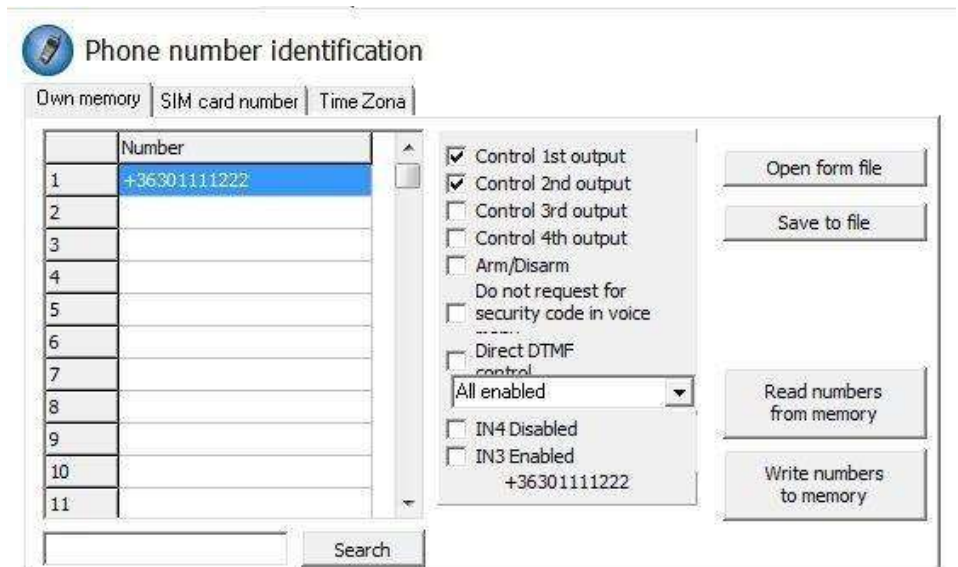 Phone number identification
Own memory
SIM card number
Time Zona
Number
1
+36301111222
2
3
4
5
6
7
8
9
10
11
Search
Control 1st output
Control 2nd output
Control 3rd output
Control 4th output
Arm/Disarm
Do not request for
security code in voice
Direct DTMF
control
All enabled
IN4 Disabled
IN3 Enabled
+36301111222
Open form file
Save to file
Read numbers
from memory
Write numbers
to memory